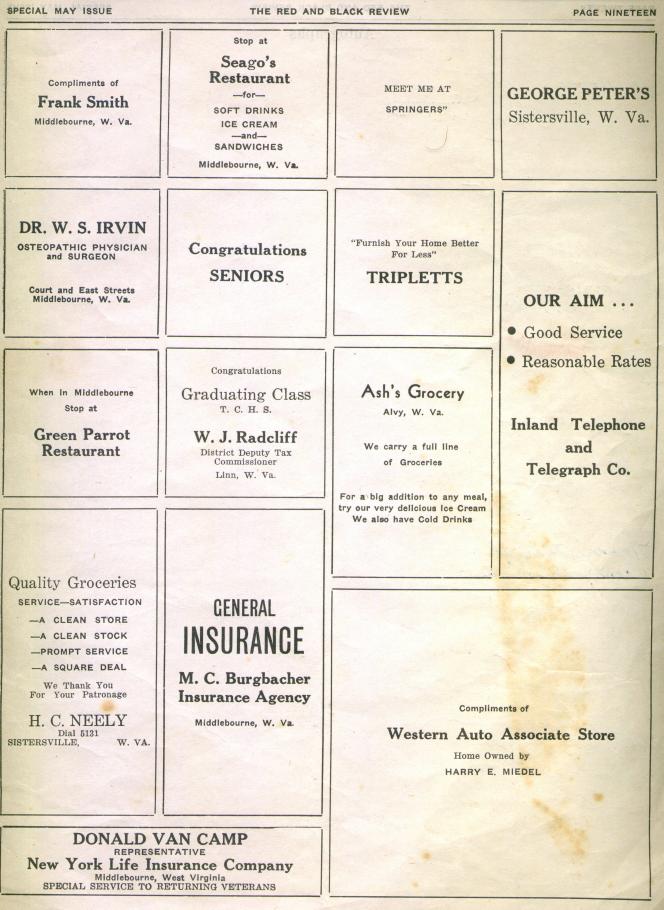 SPECIAL MAY ISSUE THE RED AND BLACK REVIEW PAGE NINETEEN
Compliments of
Frank Smith
Middlebourne, W. Va.
Stop at
Seago's
Restaurant
—for—
SOFT DRINKS
ICE CREAM
—and—
SANDWICHES
Middlebourne, W. Va.
MEET ME AT
SPRINGERS"
GEORGE PETER'S
Sistersville, W. Va.
DR. W. S. IRVIN
OSTEOPATHIC PHYSICIAN
and SURGEON
Court and East Streets
Middlebourne, W. Va.
Congratulations
SENIORS
"Furnish Your Home Better
For Less"
TRIPLETTS
OUR AIM ...
• Good Service
• Reasonable Rates
Inland Telephone
and
Telegraph Co.
When in Middlebourne
Stop at
Green Parrot
Restaurant
Congratulations
Graduating Class
T. C. H. S.
W. J. Radcliff
District Deputy Tax
Commissioner
Linn, W. Va.
Ash's Grocery
Alvy, W. Va.
We carry a full line
of Groceries
For a big addition to any meal,
try our very delicious Ice Cream
We also have Cold Drinks
Quality Groceries
SERVICE—SATISFACTION
—A CLEAN STORE
—A CLEAN STOCK
—PROMPT SERVICE
—A SQUARE DEAL
We Thank You
For Your Patronage
H. C. NEELY
Dial 5131
SISTERSVILLE, W. VA.
GENERAL
INSURANCE
M. C. Burgbacher
Insurance Agency
Middlebourne, W. Va.
Compliments of
Western Auto Associate Store
Home Owned by
HARRY E. MIEDEL
DONALD VAN CAMP
REPRESENTATIVE
New York Life Insurance Company
Middlebourne, West Virginia
SPECIAL SERVICE TO RETURNING VETERANS